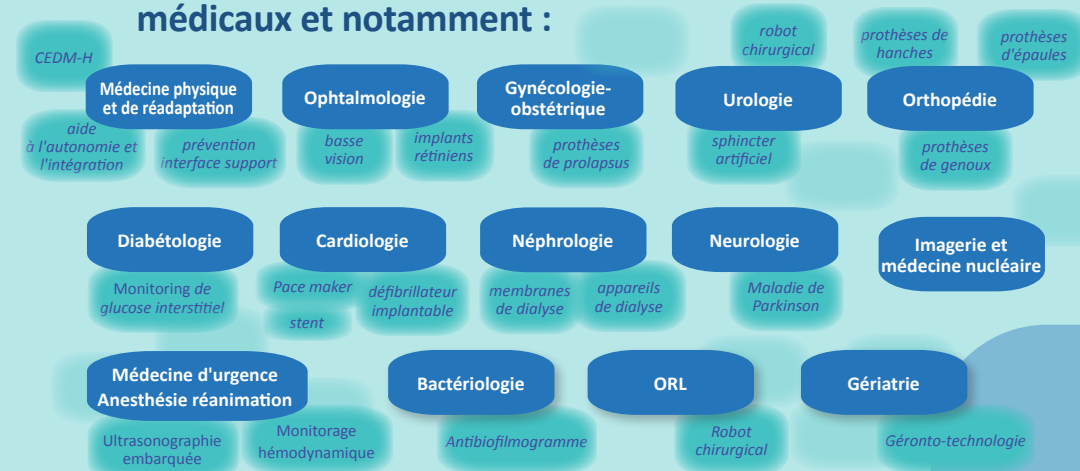 médicaux et notamment :
CEDM-H
Médecine physique
et de réadaptation
aide
à l'autonomie et
l'intégration
prévention
interface support
Ophtalmologie
basse
vision
implants
rétiniens
Gynécologie-
obstétrique
prothèses
de prolapsus
robot
chirurgical
Urologie
sphincter
artificiel
prothèses de
hanches
prothèses
d'épaules
Orthopédie
prothèses
de genoux
Diabétologie
Monitoring de
glucose interstitiel
Cardiologie
Pace maker
stent
défibrillateur
implantable
Néphrologie
membranes
de dialyse
appareils
de dialyse
Neurologie
Maladie de
Parkinson
Imagerie et
médecine nucléaire
Médecine d'urgence
Anesthésie réanimation
Ultrasonographie
embarquée
Monitorage
hémodynamique
Bactériologie
Antibiofilmogramme
ORL
Robot
chirurgical
Gériatrie
Géronto-technologie